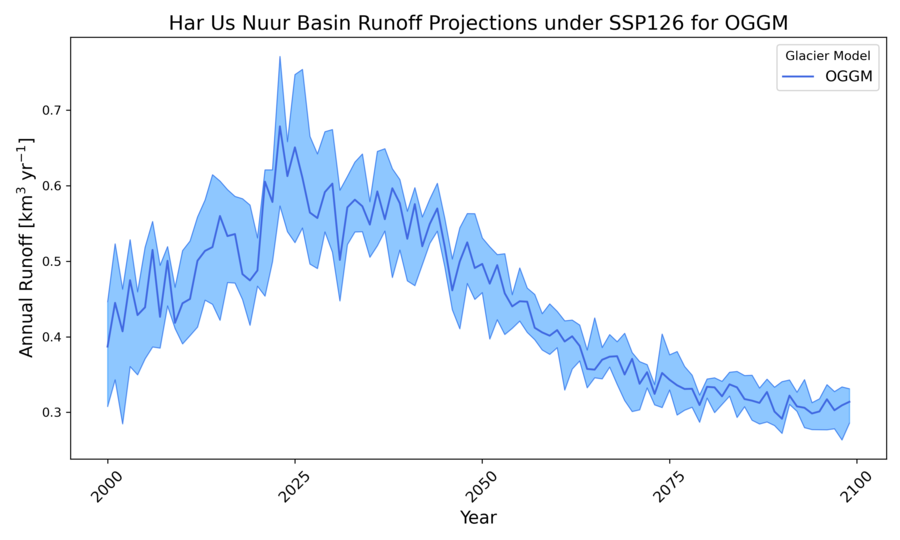 Har Us Nuur Basin Runoff Projections under SSP126 for OGGM
Glacier Model
OGGM
Annual Runoff [km³ yr⁻¹]
0.7
0.6
0.5
0.4
0.3
2000
2025
2050
2075
2100
Year